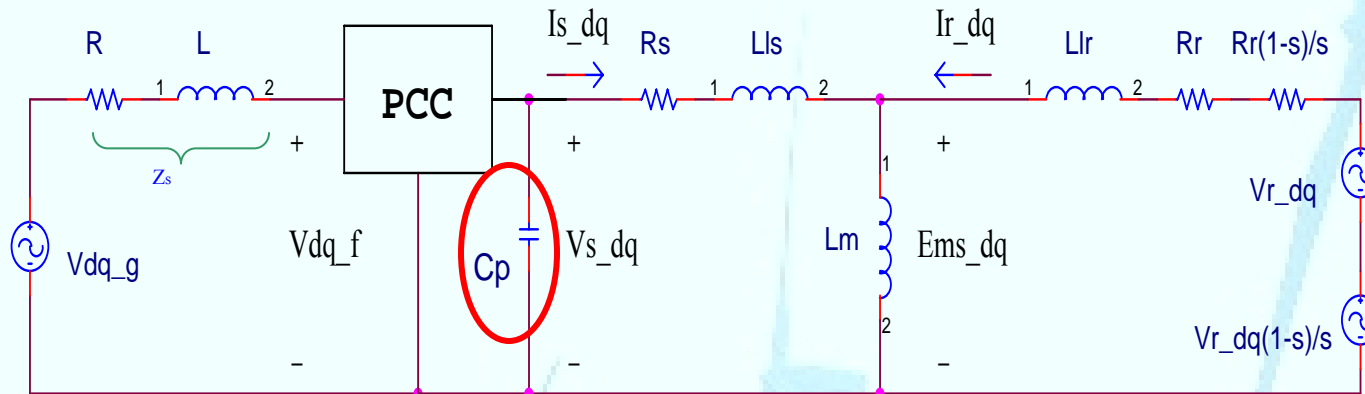 Is_dq Ir_dq
R L Rs Lls Llr Rr Rr(1-s)/s
1 2 1 2 1 2
PCC
+ + +
Zs
1
Vr_dq
Vdq_g Vdq_f Cp Vs_dq Lm Ems_dq
2
Vr_dq(1-s)/s
− − −